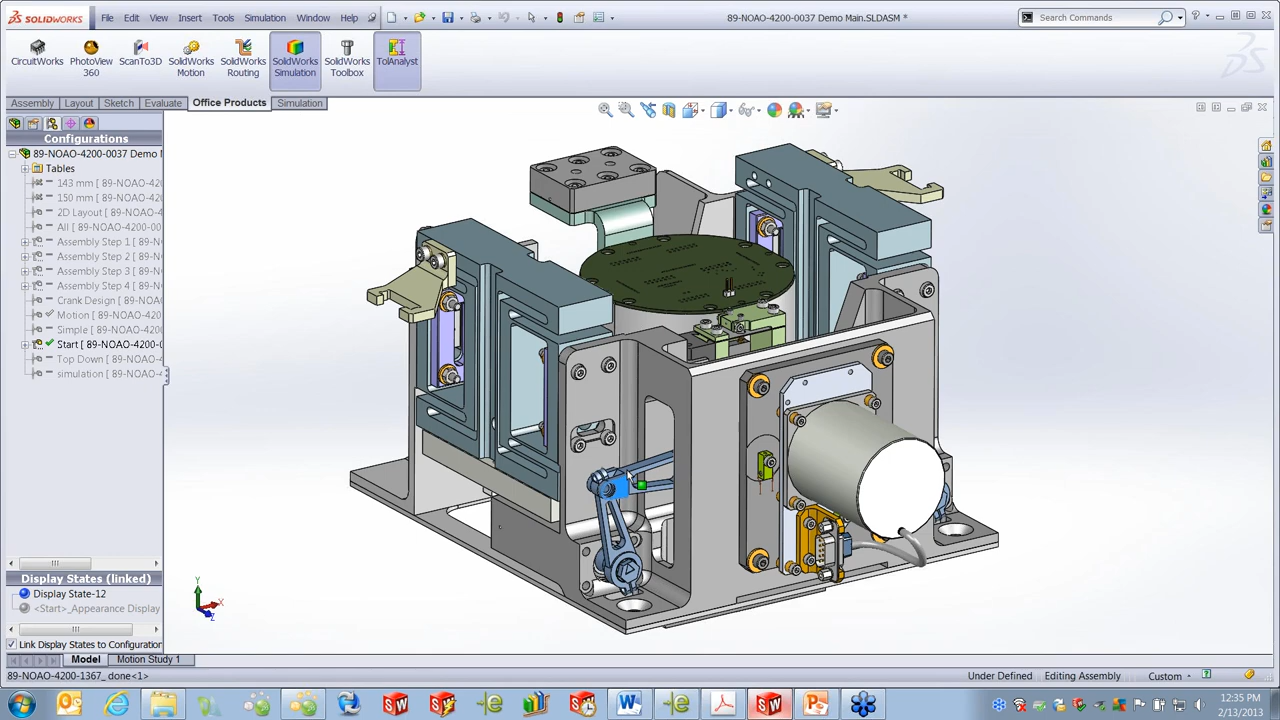 SOLIDWORKS File Edit View Insert Tools Simulation Window Help 89-NOAO-4200-0037 Demo Main.SLDASM * Search Commands
CircuitWorks PhotoView 360 ScanTo3D SolidWorks Motion SolidWorks Routing SolidWorks Simulation SolidWorks Toolbox TolAnalyst
Assembly Layout Sketch Evaluate Office Products Simulation
Configurations
89-NOAO-4200-0037 Demo
Tables
143 mm [ 89-NOAO-420
150 mm [ 89-NOAO-420
2D Layout [ 89-NOAO-42
All [ 89-NOAO-4200-00
Assembly Step 1 [ 89-N
Assembly Step 2 [ 89-N
Assembly Step 3 [ 89-N
Assembly Step 4 [ 89-N
Crank Design [ 89-NOAO
Motion [ 89-NOAO-4200
Simple [ 89-NOAO-4200
Start [ 89-NOAO-4200-0
Top Down [ 89-NOAO-4
simulation [ 89-NOAO-4
Display States (linked)
Display State-12
<Start>_Appearance Display
Link Display States to Configuration
Y
X
Z
Model Motion Study 1
89-NOAO-4200-1367_ done<1> Under Defined Editing Assembly Custom
12:35 PM
2/13/2013